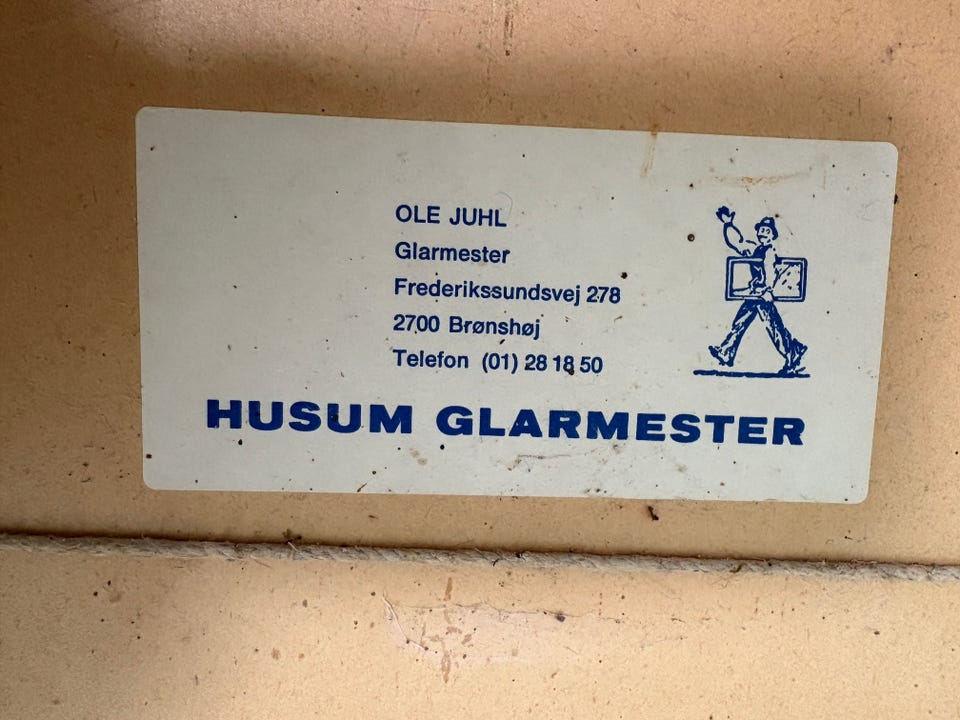 OLE JUHL
Glarmester
Frederikssundsvej 278
2700 Brønshøj
Telefon (01) 28 18 50
HUSUM GLARMESTER